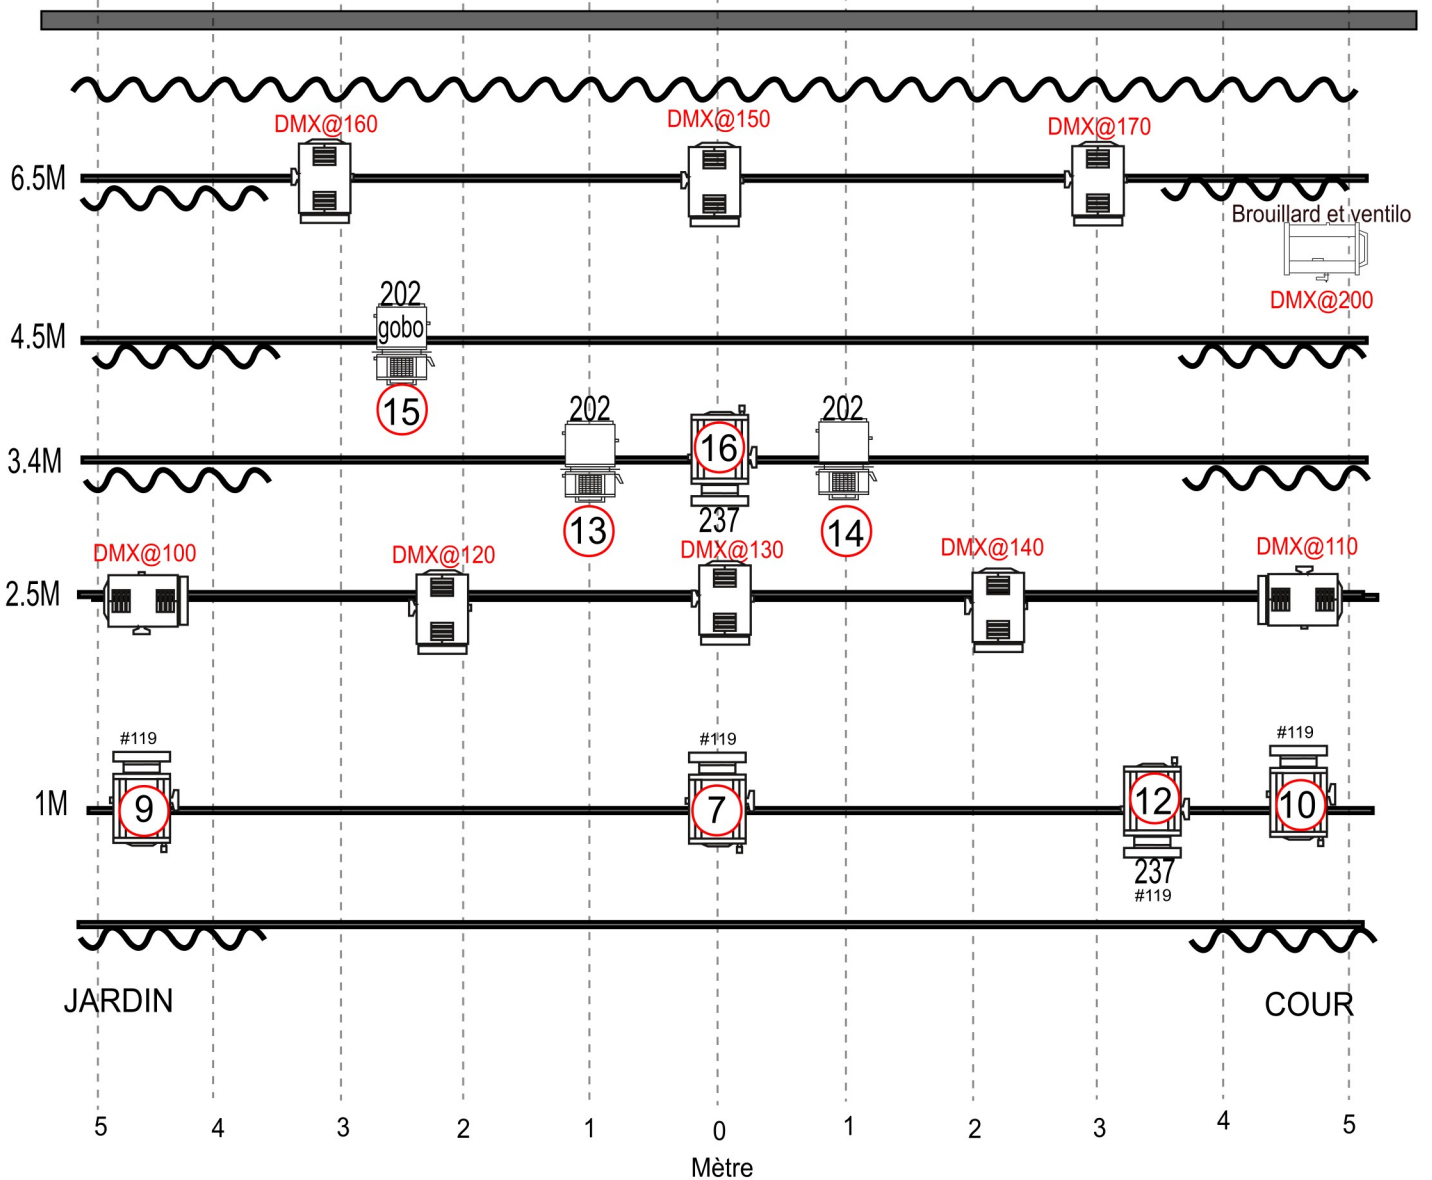 DMX@160
DMX@150
DMX@170
6.5M
Brouillard et ventilo
DMX@200
202
gobo
4.5M
15
202
16
202
3.4M
237
13
14
DMX@100
DMX@120
DMX@130
DMX@140
DMX@110
2.5M
#119
#119
#119
1M
9
7
12
10
237
#119
JARDIN
COUR
5 4 3 2 1 0 1 2 3 4 5
Mètre